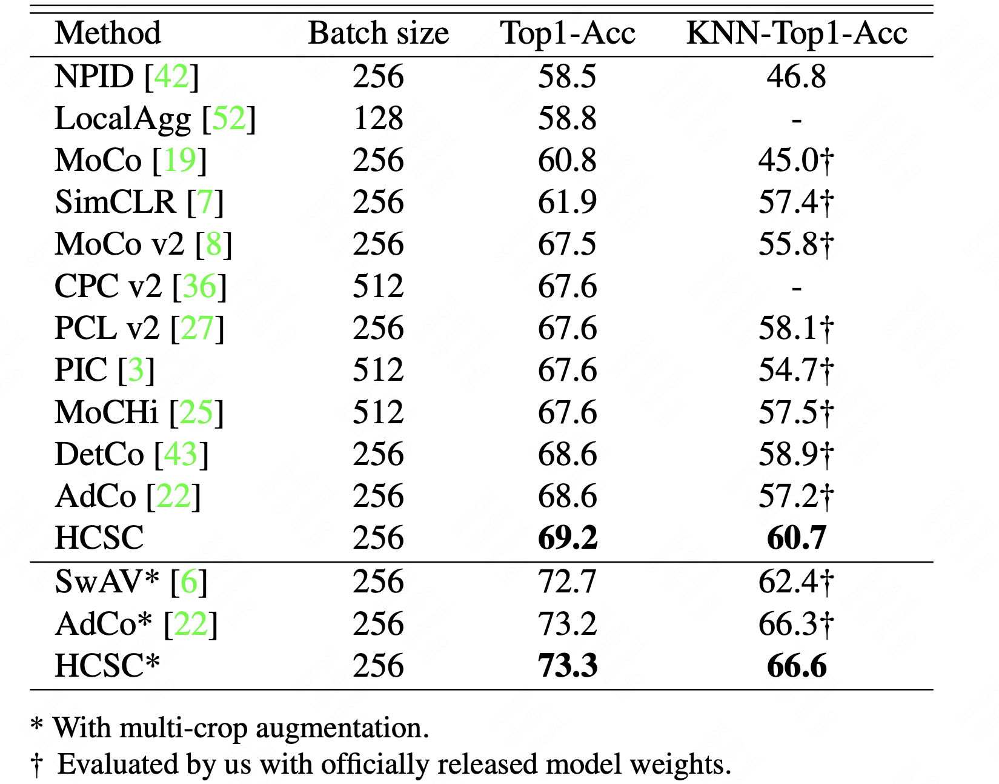 Method Batch size Top1-Acc KNN-Top1-Acc
NPID [42] 256 58.5 46.8
LocalAgg [52] 128 58.8 -
MoCo [19] 256 60.8 45.0†
SimCLR [7] 256 61.9 57.4†
MoCo v2 [8] 256 67.5 55.8†
CPC v2 [36] 512 67.6 -
PCL v2 [27] 256 67.6 58.1†
PIC [3] 512 67.6 54.7†
MoCHi [25] 512 67.6 57.5†
DetCo [43] 256 68.6 58.9†
AdCo [22] 256 68.6 57.2†
HCSC 256 69.2 60.7
SwAV* [6] 256 72.7 62.4†
AdCo* [22] 256 73.2 66.3†
HCSC* 256 73.3 66.6
* With multi-crop augmentation.
† Evaluated by us with officially released model weights.